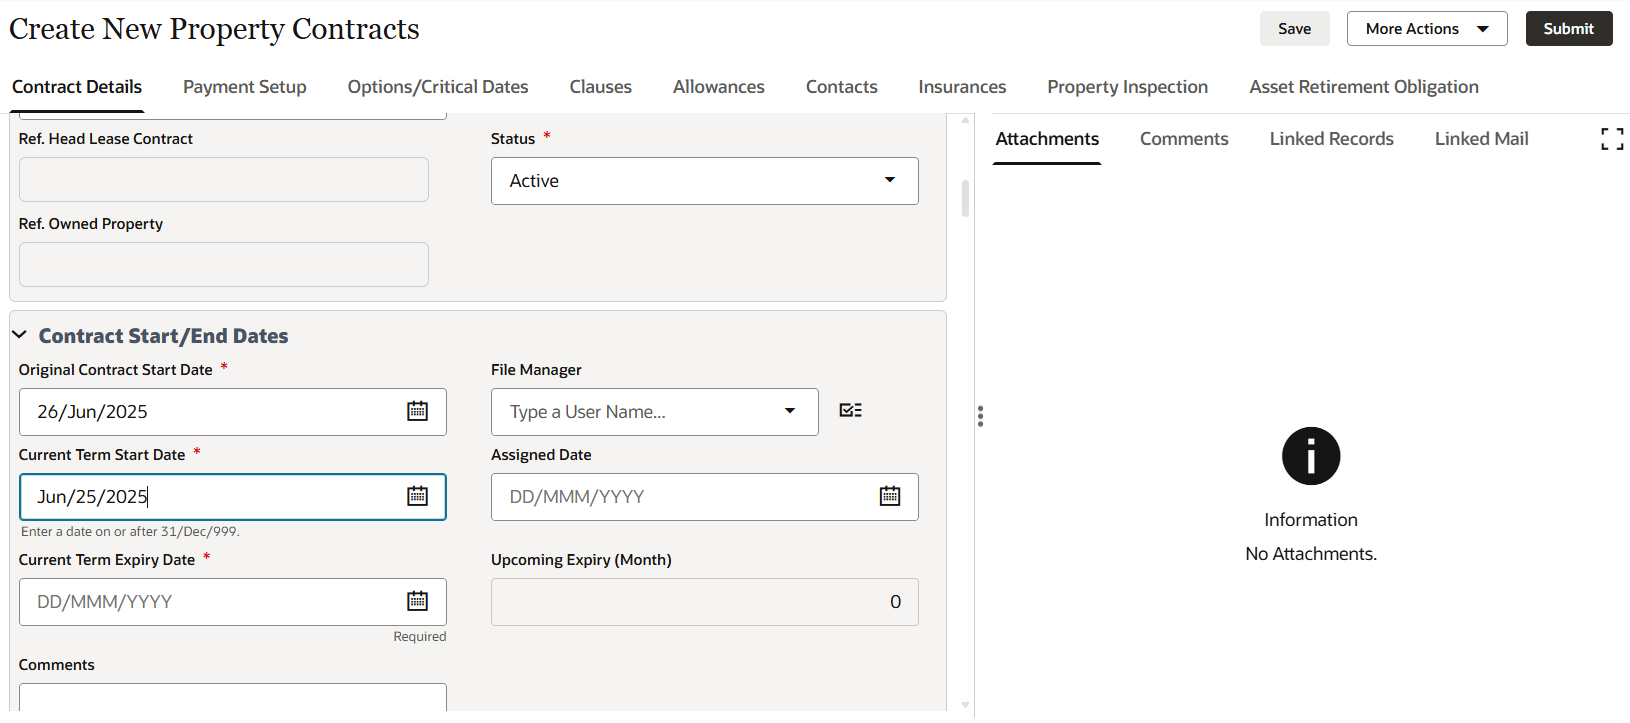 Create New Property Contracts
Save
More Actions
Submit
Contract Details
Payment Setup
Options/Critical Dates
Clauses
Allowances
Contacts
Insurances
Property Inspection
Asset Retirement Obligation
Ref. Head Lease Contract
Status *
Active
Ref. Owned Property
Contract Start/End Dates
Original Contract Start Date *
26/Jun/2025
File Manager
Type a User Name...
Current Term Start Date *
Jun/25/2025
Enter a date on or after 31/Dec/999.
Assigned Date
DD/MMM/YYYY
Current Term Expiry Date *
DD/MMM/YYYY
Required
Upcoming Expiry (Month)
0
Comments
Attachments
Comments
Linked Records
Linked Mail
Information
No Attachments.